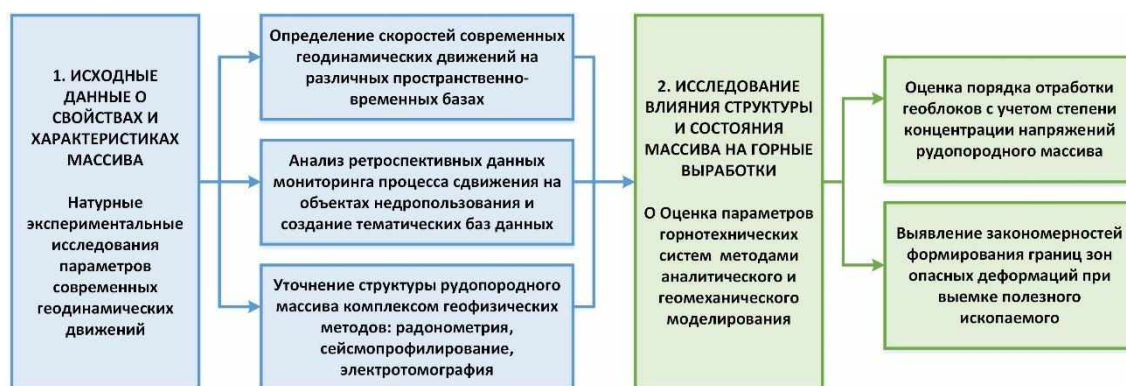 1. ИСХОДНЫЕ
ДАННЫЕ О
СВОЙСТВАХ И
ХАРАКТЕРИСТИКАХ
МАССИВА
Натурные
экспериментальные
исследования
параметров
современных
геодинамических
движений
Определение скоростей современных
геодинамических движений на
различных пространственно-
временных базах
Анализ ретроспективных данных
мониторинга процесса сдвижения на
объектах недропользования и
создание тематических баз данных
Уточнение структуры рудопородного
массива комплексом геофизических
методов: радонометрия,
сейсмопрофилирование,
электротомография
2. ИССЛЕДОВАНИЕ
ВЛИЯНИЯ СТРУКТУРЫ
И СОСТОЯНИЯ
МАССИВА НА ГОРНЫЕ
ВЫРАБОТКИ
О Оценка параметров
горнотехнических
систем методами
аналитического и
геомеханического
моделирования
Оценка порядка отработки
геоблоков с учетом степени
концентрации напряжений
рудопородного массива
Выявление закономерностей
формирования границ зон
опасных деформаций при
выемке полезного
ископаемого